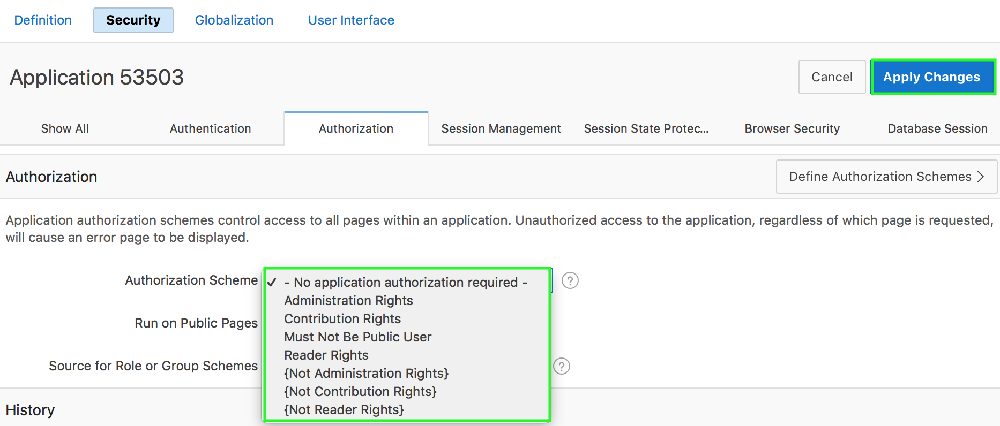 Definition Security Globalization User Interface
Application 53503 Cancel Apply Changes
Show All Authentication Authorization Session Management Session State Protec... Browser Security Database Session
Authorization Define Authorization Schemes >
Application authorization schemes control access to all pages within an application. Unauthorized access to the application, regardless of which page is requested,
will cause an error page to be displayed.
Authorization Scheme ✓ - No application authorization required - ?
Administration Rights
Contribution Rights
Run on Public Pages
Must Not Be Public User
Reader Rights
Source for Role or Group Schemes ?
{Not Administration Rights}
{Not Contribution Rights}
{Not Reader Rights}
History